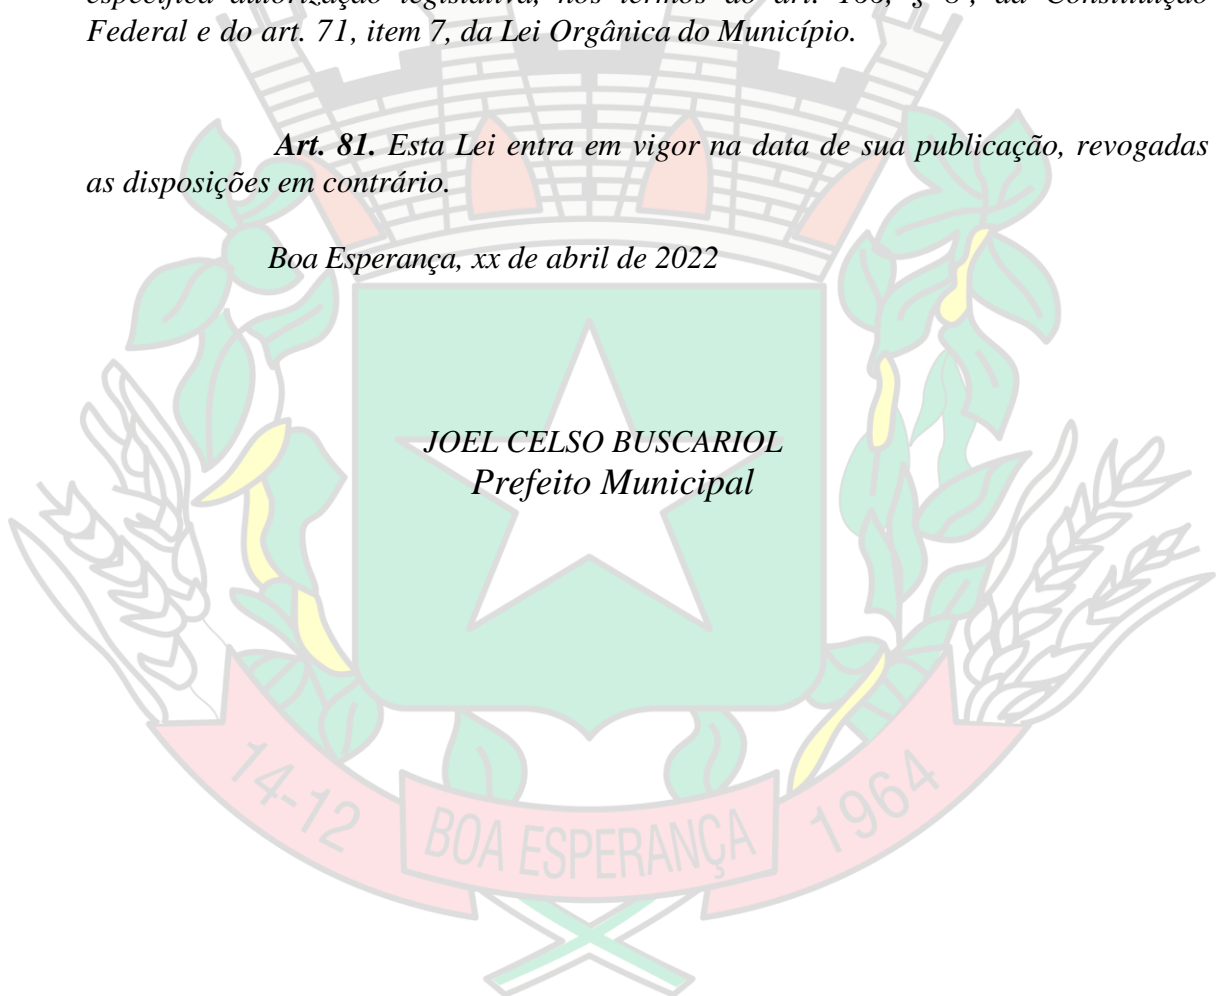 Federal e do art. 71, item 7, da Lei Orgânica do Município.
Art. 81. Esta Lei entra em vigor na data de sua publicação, revogadas
as disposições em contrário.
Boa Esperança, xx de abril de 2022
JOEL CELSO BUSCARIOL
Prefeito Municipal
14-12
BOA ESPERANÇA
1964